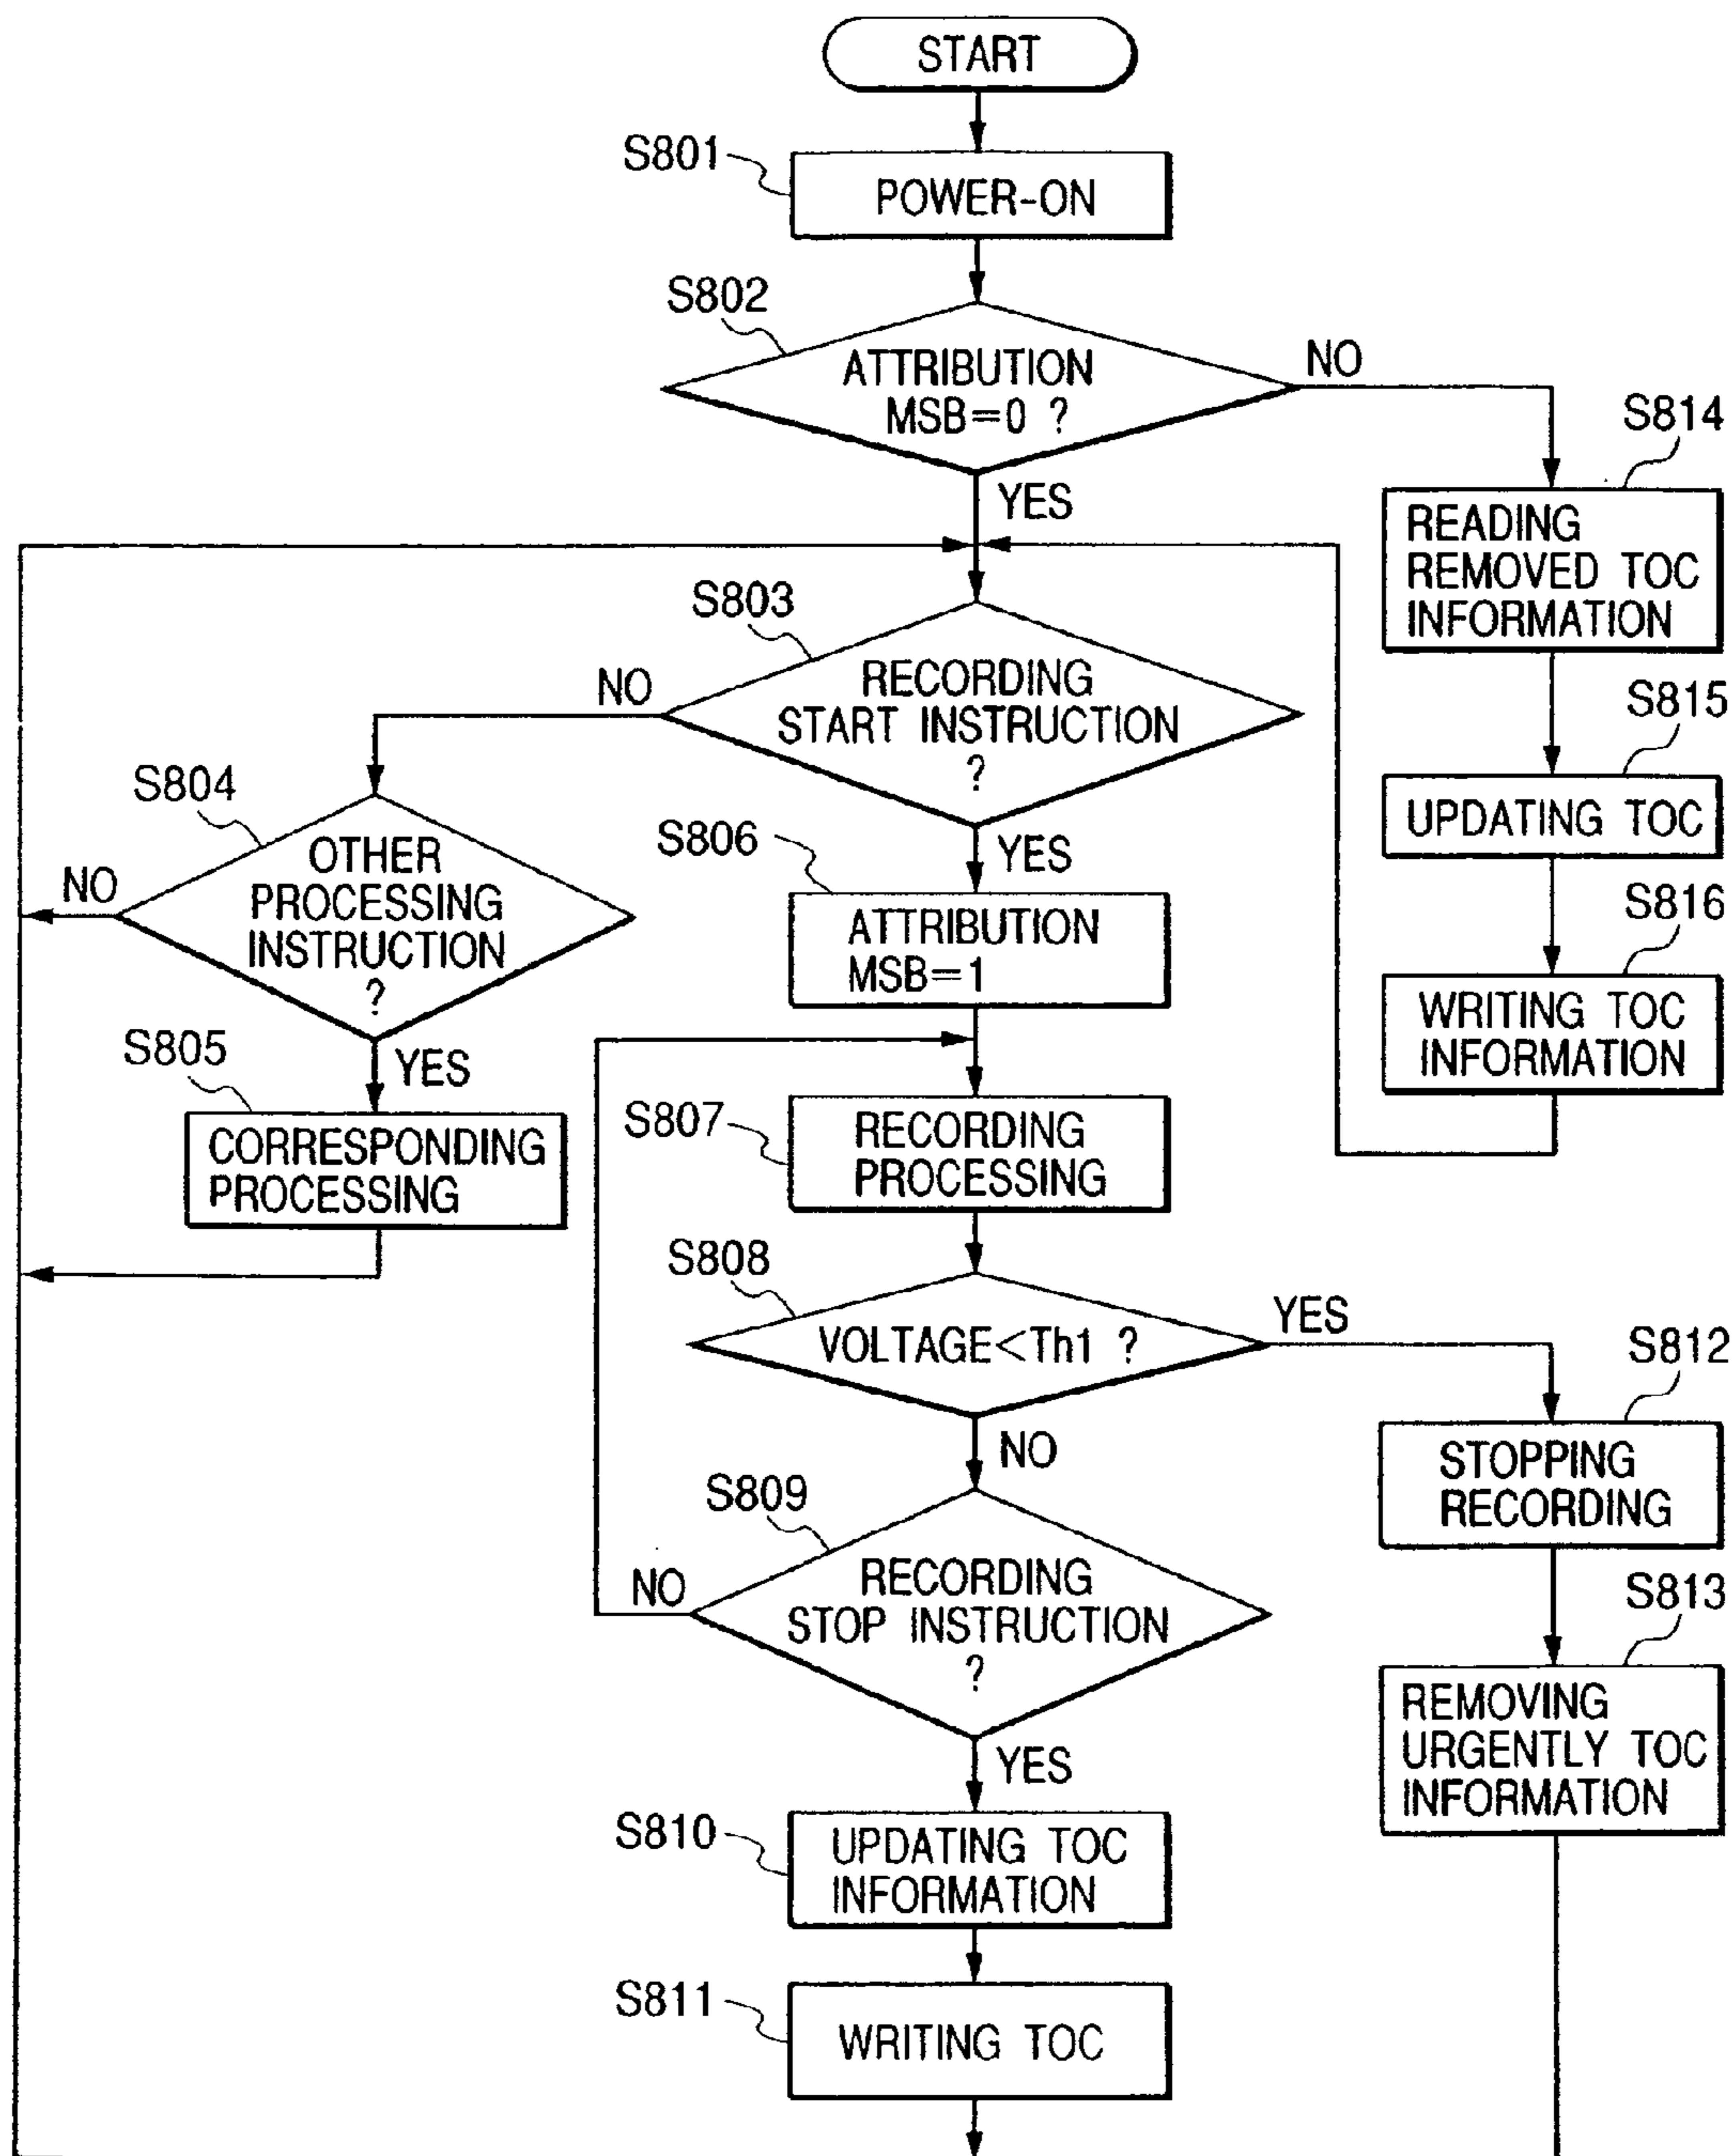 START
S801
POWER-ON
S802
ATTRIBUTION
MSB=0 ?
NO
YES
S814
READING
REMOVED TOC
INFORMATION
S803
RECORDING
START INSTRUCTION
?
NO
YES
S815
UPDATING TOC
S804
OTHER
PROCESSING
INSTRUCTION
?
NO
YES
S806
ATTRIBUTION
MSB=1
S816
WRITING TOC
INFORMATION
S805
CORRESPONDING
PROCESSING
S807
RECORDING
PROCESSING
S808
VOLTAGE<Th1 ?
YES
NO
S812
STOPPING
RECORDING
S809
RECORDING
STOP INSTRUCTION
?
NO
YES
S813
REMOVING
URGENTLY TOC
INFORMATION
S810
UPDATING TOC
INFORMATION
S811
WRITING TOC